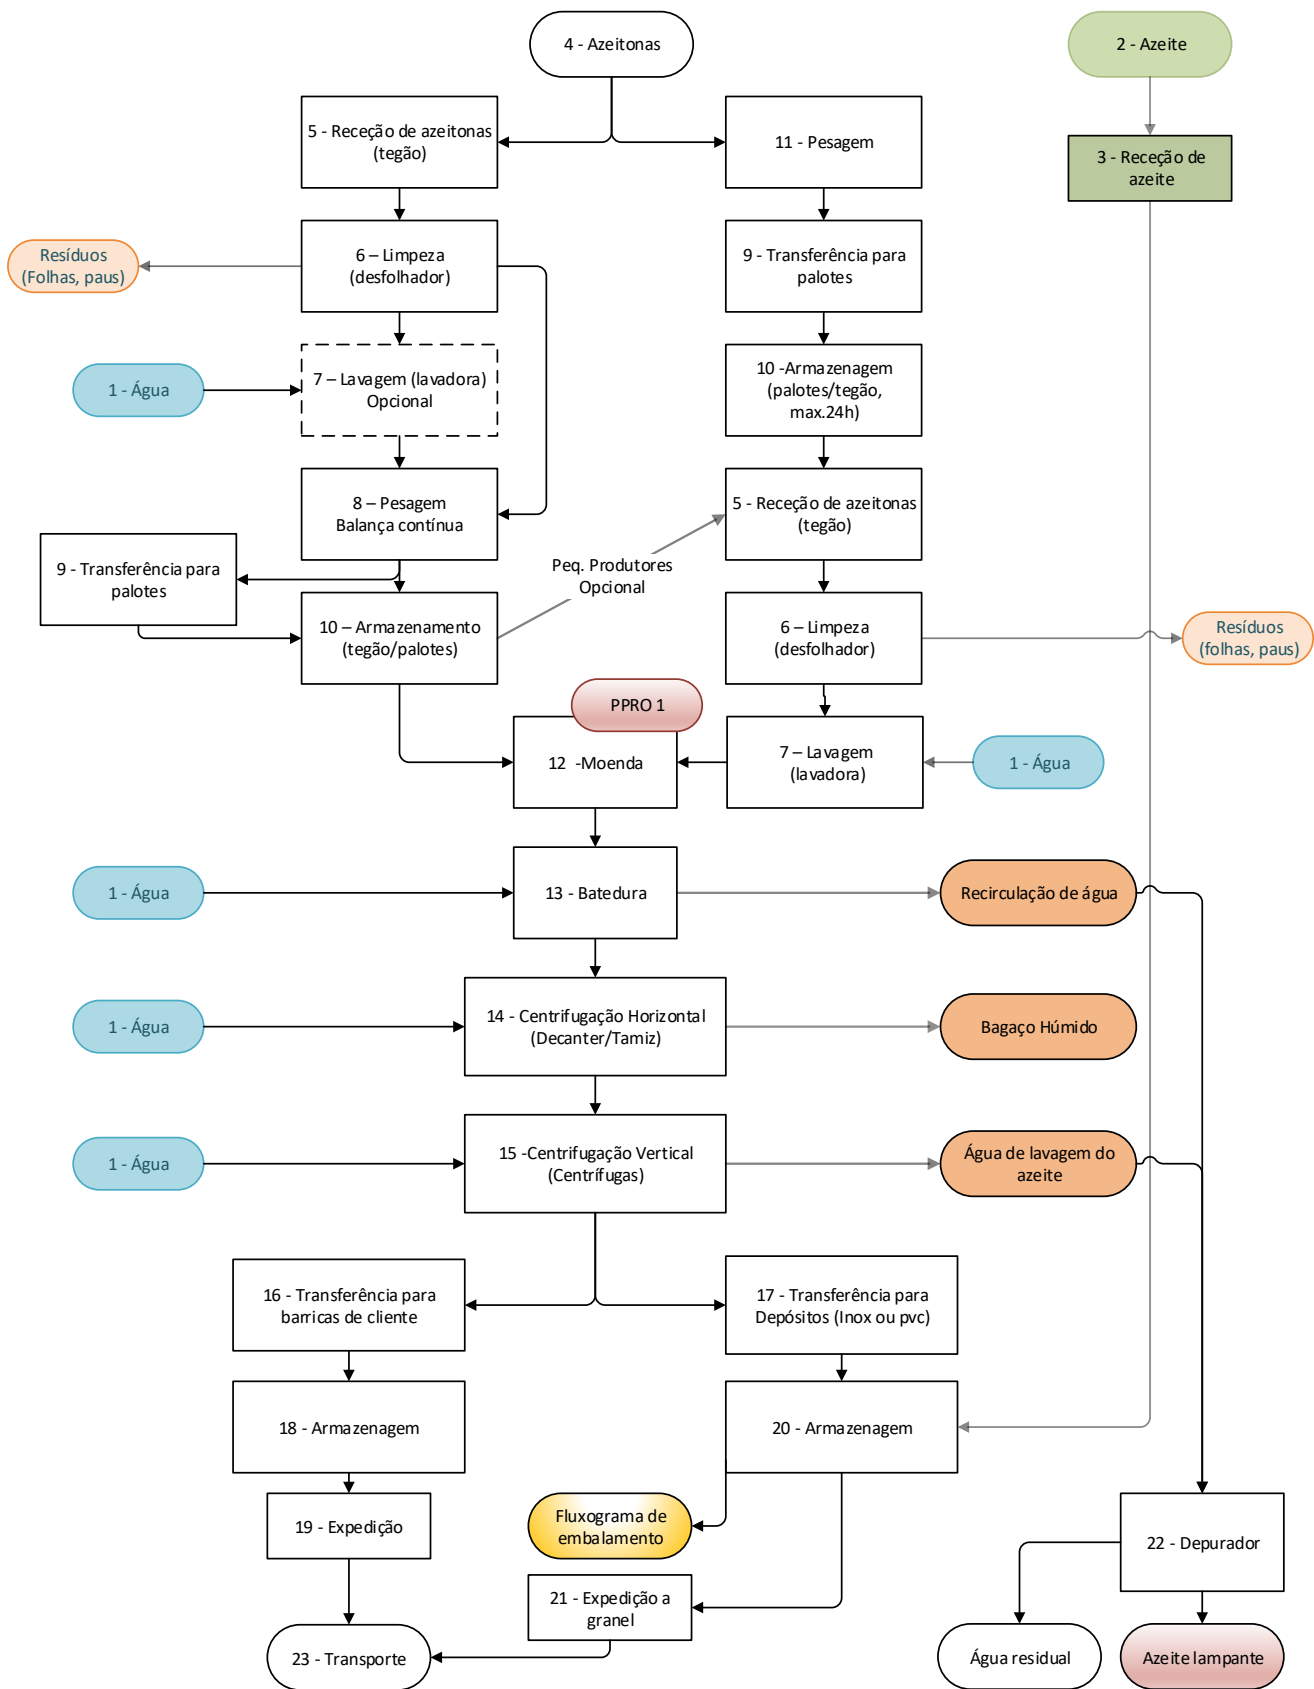 4 - Azeitonas
2 - Azeite
5 - Receção de azeitonas
(tegão)
11 - Pesagem
3 - Receção de
azeite
Resíduos
(Folhas, paus)
6 – Limpeza
(desfolhador)
9 - Transferência para
palotes
1 - Água
7 – Lavagem (lavadora)
Opcional
10 -Armazenagem
(palotes/tegão,
max.24h)
8 – Pesagem
Balança contínua
5 - Receção de azeitonas
(tegão)
9 - Transferência para
palotes
Peq. Produtores
Opcional
10 – Armazenamento
(tegão/palotes)
6 – Limpeza
(desfolhador)
Resíduos
(folhas, paus)
PPRO 1
12 -Moenda
7 – Lavagem
(lavadora)
1 - Água
1 - Água
13 - Batedura
Recirculação de água
1 - Água
14 - Centrifugação Horizontal
(Decanter/Tamiz)
Bagaço Húmido
1 - Água
15 -Centrifugação Vertical
(Centrífugas)
Água de lavagem do
azeite
16 - Transferência para
barricas de cliente
17 - Transferência para
Depósitos (Inox ou pvc)
18 - Armazenagem
20 - Armazenagem
19 - Expedição
Fluxograma de
embalamento
22 - Depurador
21 - Expedição a
granel
23 - Transporte
Água residual
Azeite lampante